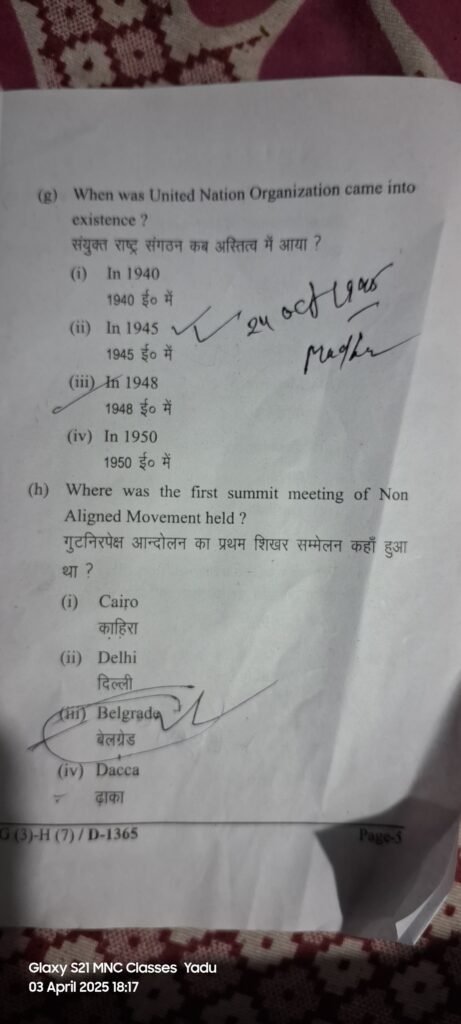 (g) When was United Nation Organization came into
existence ?
संयुक्त राष्ट्र संगठन कब अस्तित्व में आया ?
(i) In 1940
1940 ई० में
(ii) In 1945 24 Oct 1945
1945 ई० में
(iii) In 1948
1948 ई० में
(iv) In 1950
1950 ई० में
(h) Where was the first summit meeting of Non
Aligned Movement held ?
गुटनिरपेक्ष आन्दोलन का प्रथम शिखर सम्मेलन कहाँ हुआ
था ?
(i) Cairo
काहिरा
(ii) Delhi
दिल्ली
(iii) Belgrade
बेलग्रेड
(iv) Dacca
ढ़ाका
G (3)-H (7) / D-1365 Page-5
Glaxy S21 MNC Classes Yadu
03 April 2025 18:17